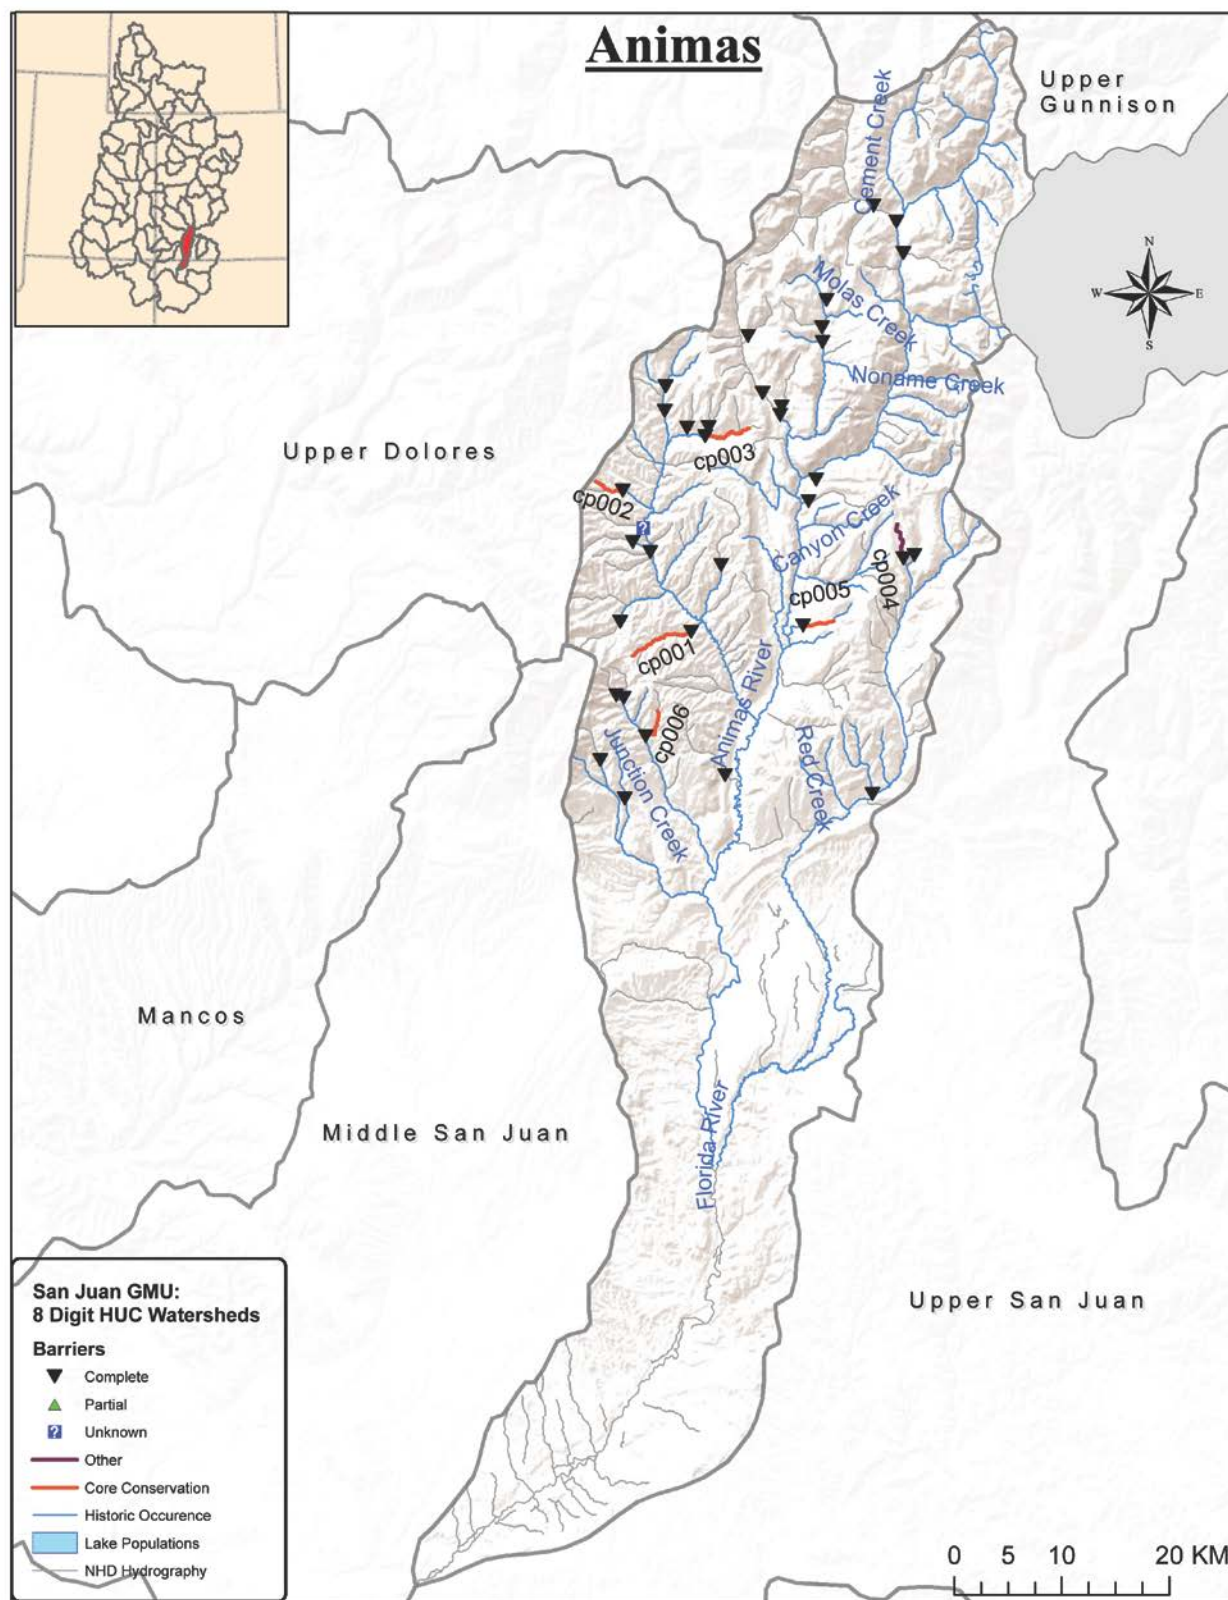 Animas
Upper
Gunnison
Cement Creek
N
W
E
S
Molas Creek
Noname Creek
Upper Dolores
cp003
cp002
?
Canyon Creek
cp004
cp005
cp001
Animas River
cp006
Junction Creek
Red Creek
Mancos
Middle San Juan
Florida River
Upper San Juan
San Juan GMU:
8 Digit HUC Watersheds
Barriers
Complete
Partial
? Unknown
Other
Core Conservation
Historic Occurence
Lake Populations
NHD Hydrography
0 5 10 20 KM